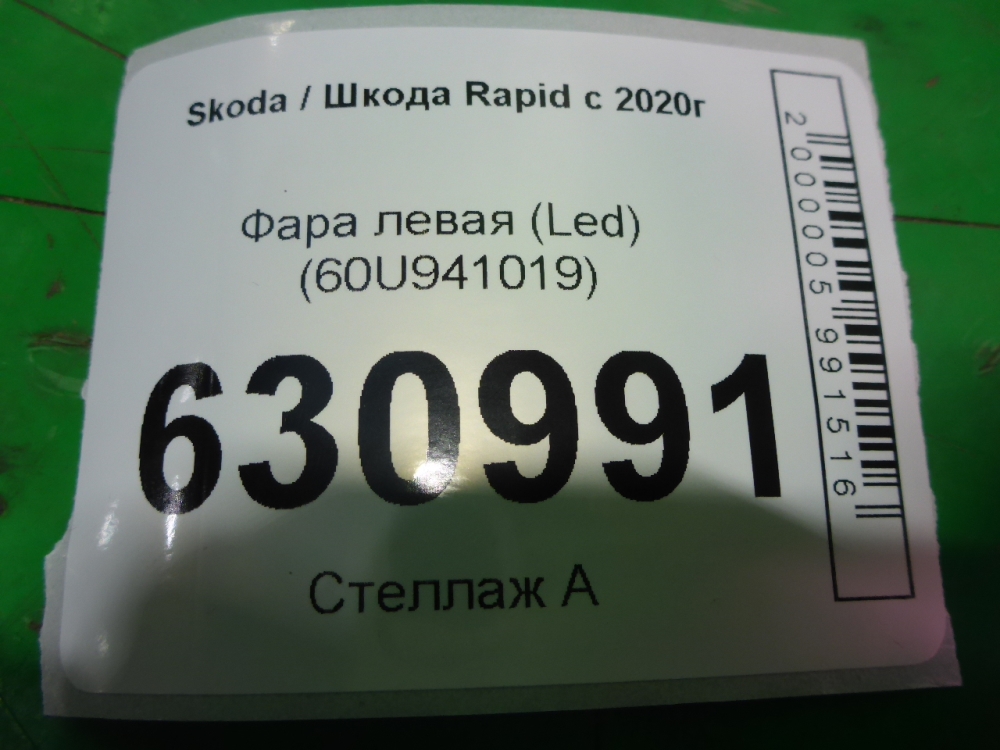 Skoda / Шкода Rapid с 2020г
Фара левая (Led)
(60U941019)
630991
Стеллаж А
2000005991516